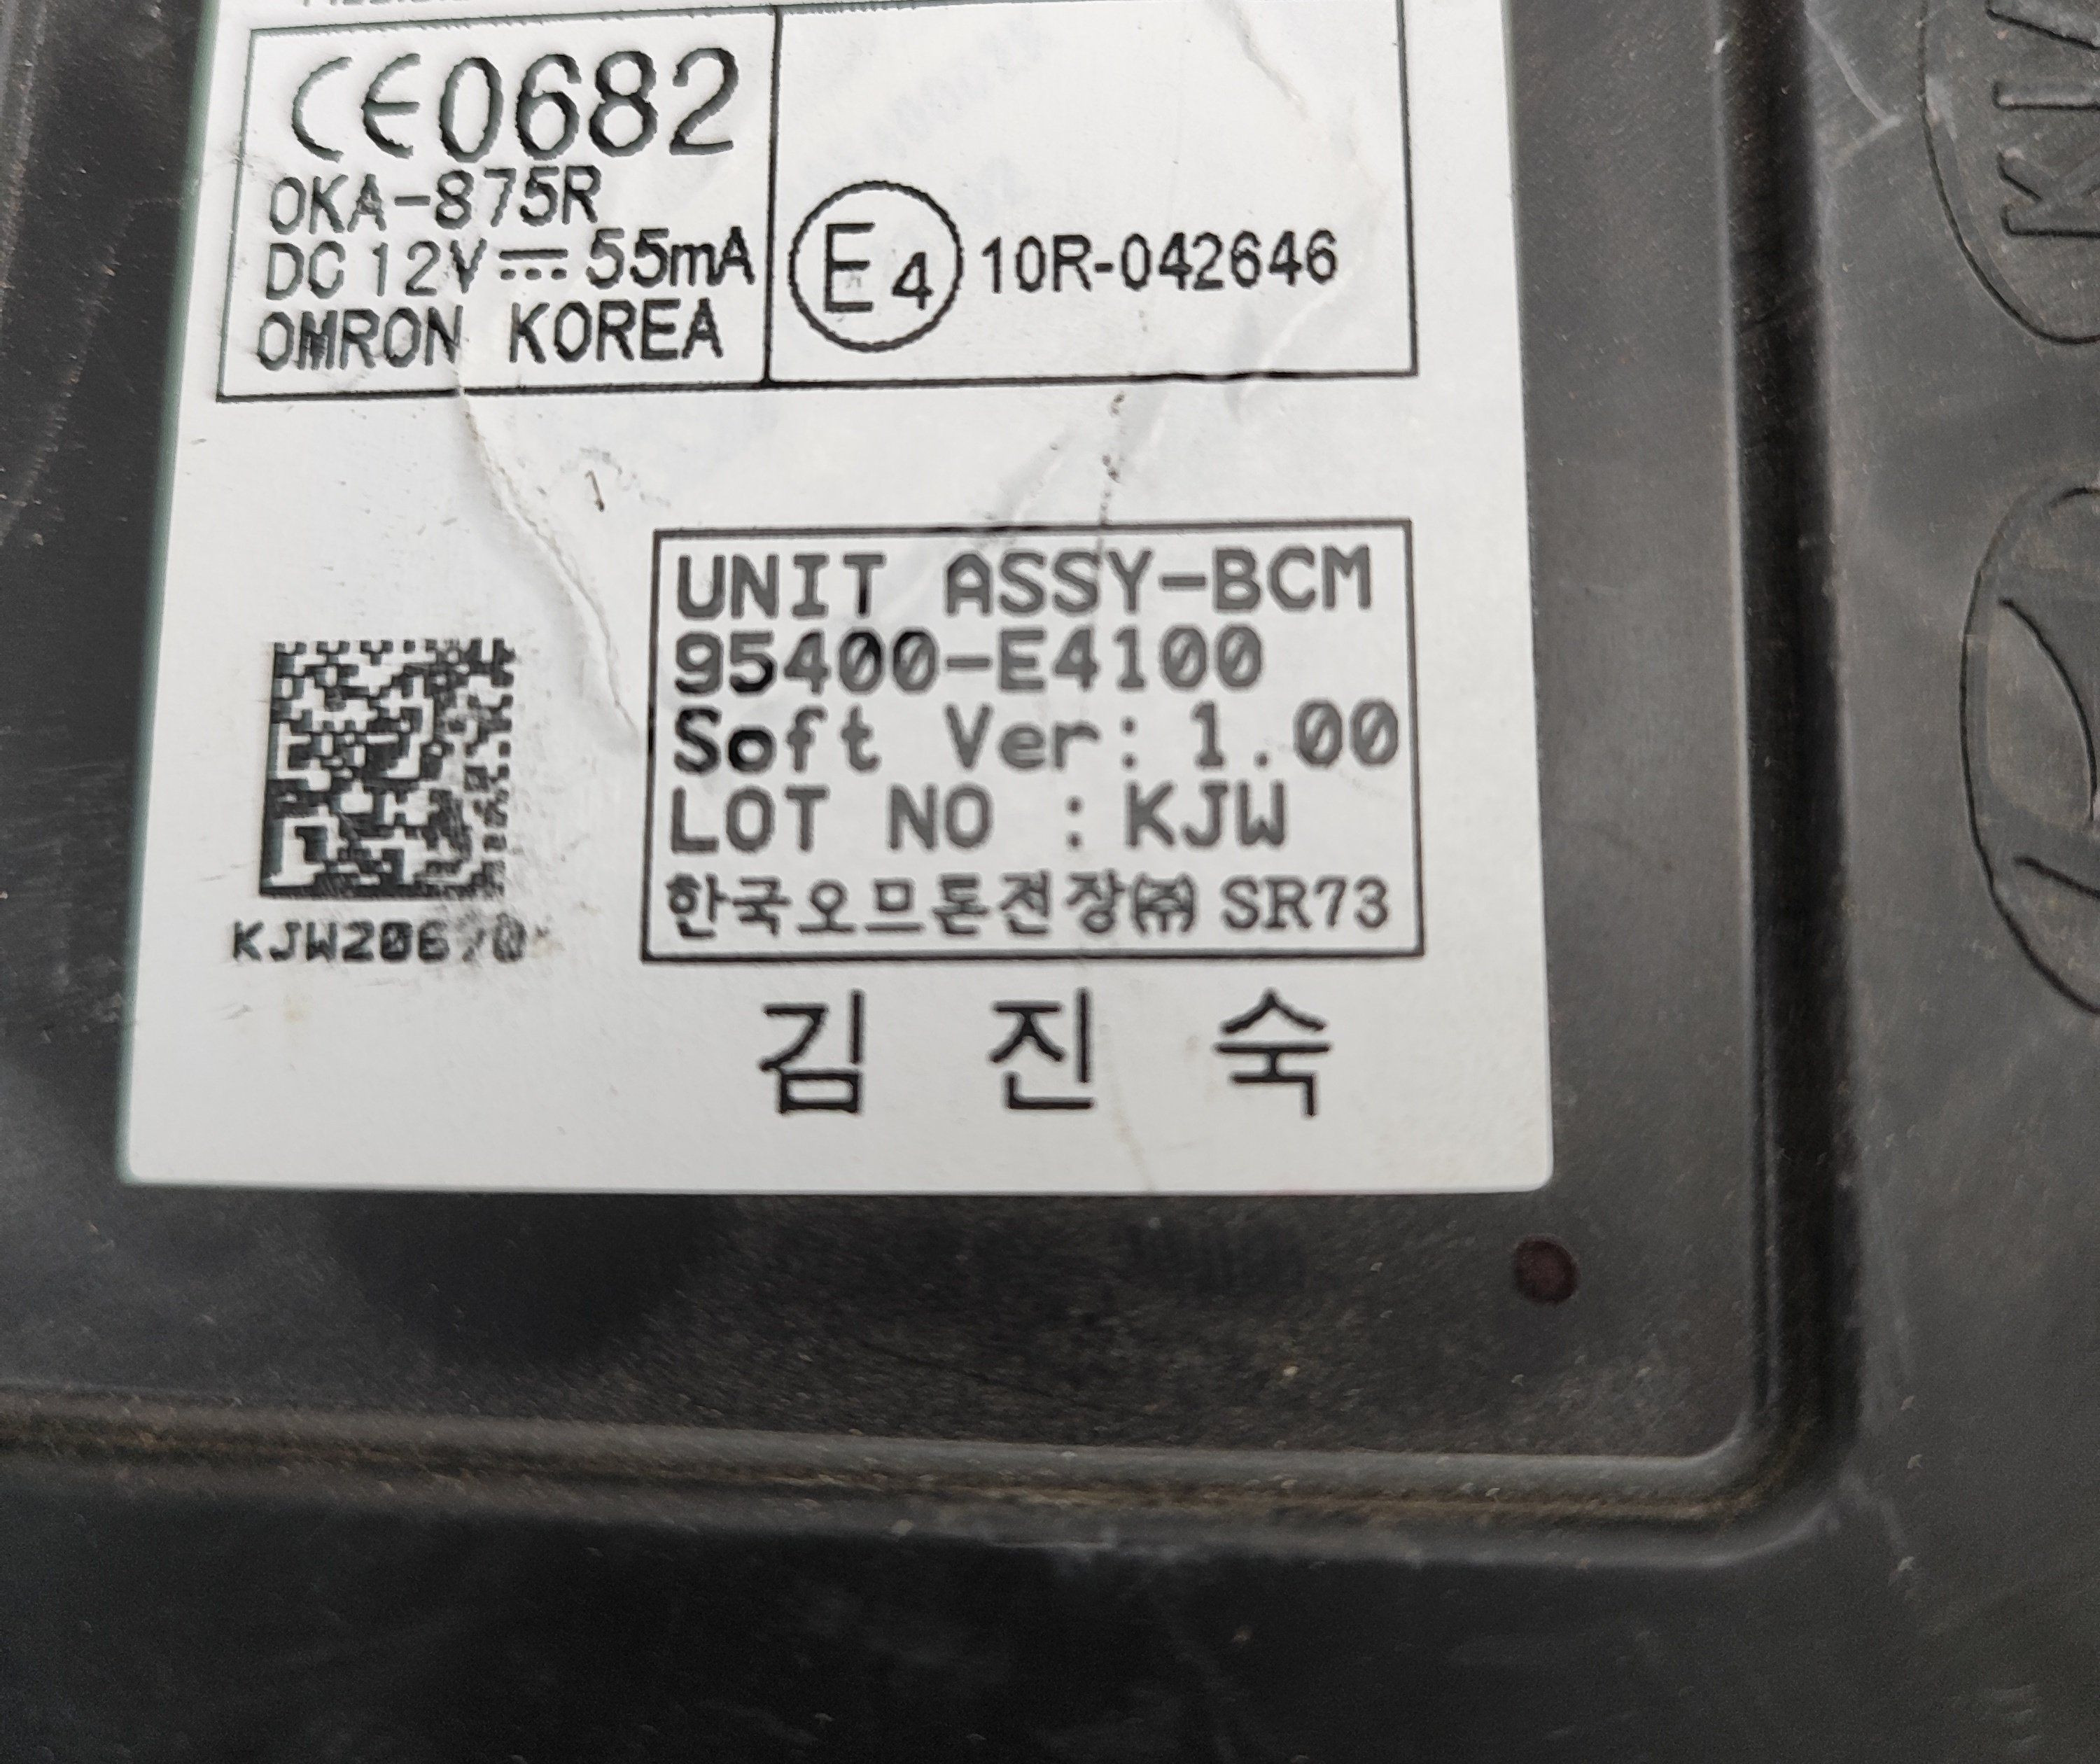 CE0682
OKA-875R
DC 12V 55mA
OMRON KOREA
E4 10R-042646
UNIT ASSY-BCM
95400-E4100
Soft Ver: 1.00
LOT NO : KJW
한국오므론전장㈜ SR73
김 진 숙
KIA